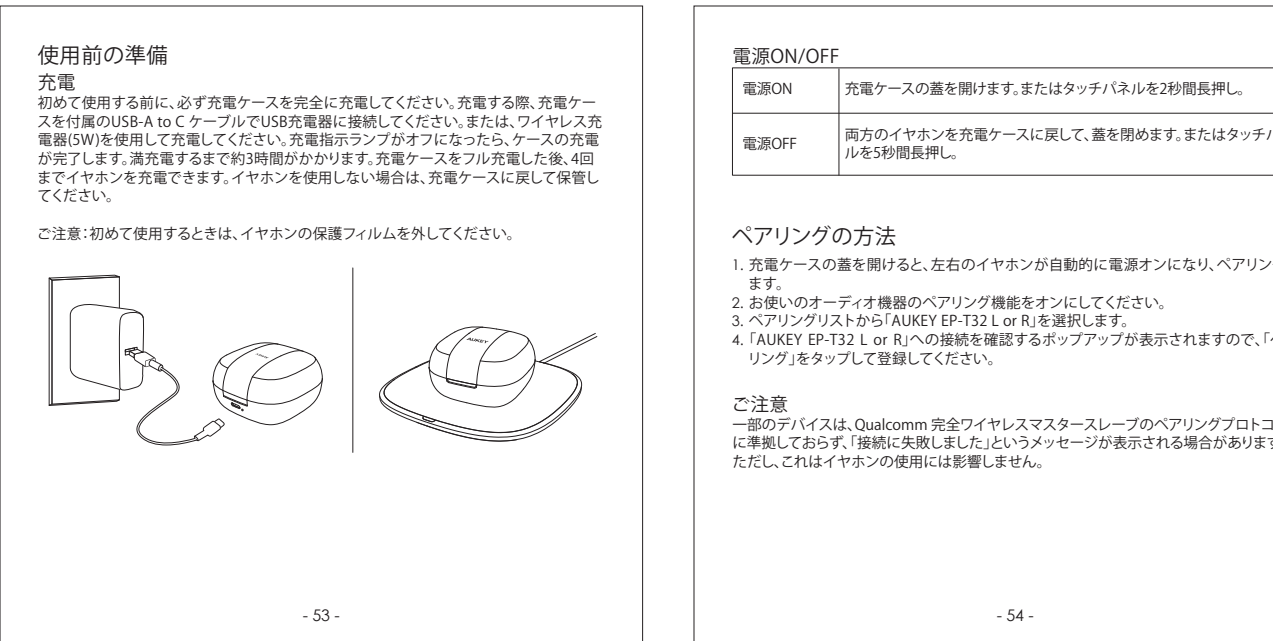 使用前の準備
充電
初めて使用する前に、必ず充電ケースを完全に充電してください。充電する際、充電ケー
スを付属のUSB-A to C ケーブルでUSB充電器に接続してください。または、ワイヤレス充
電器(5W)を使用して充電してください。充電指示ランプがオフになったら、ケースの充電
が完了します。満充電するまで約3時間がかかります。充電ケースをフル充電した後、4回
までイヤホンを充電できます。イヤホンを使用しない場合は、充電ケースに戻して保管し
てください。
ご注意：初めて使用するときは、イヤホンの保護フィルムを外してください。
AUKEY
AUKEY
- 53 -
電源ON/OFF
電源ON
充電ケースの蓋を開けます。またはタッチパネルを2秒間長押し。
電源OFF
両方のイヤホンを充電ケースに戻して、蓋を閉めます。またはタッチパ
ルを5秒間長押し。
ペアリングの方法
1. 充電ケースの蓋を開けると、左右のイヤホンが自動的に電源オンになり、ペアリン
ます。
2. お使いのオーディオ機器のペアリング機能をオンにしてください。
3. ペアリングリストから「AUKEY EP-T32 L or R」を選択します。
4. 「AUKEY EP-T32 L or R」への接続を確認するポップアップが表示されますので、「
リング」をタップして登録してください。
ご注意
一部のデバイスは、Qualcomm 完全ワイヤレスマスタースレーブのペアリングプロトコ
に準拠しておらず、「接続に失敗しました」というメッセージが表示される場合があります
ただし、これはイヤホンの使用には影響しません。
- 54 -